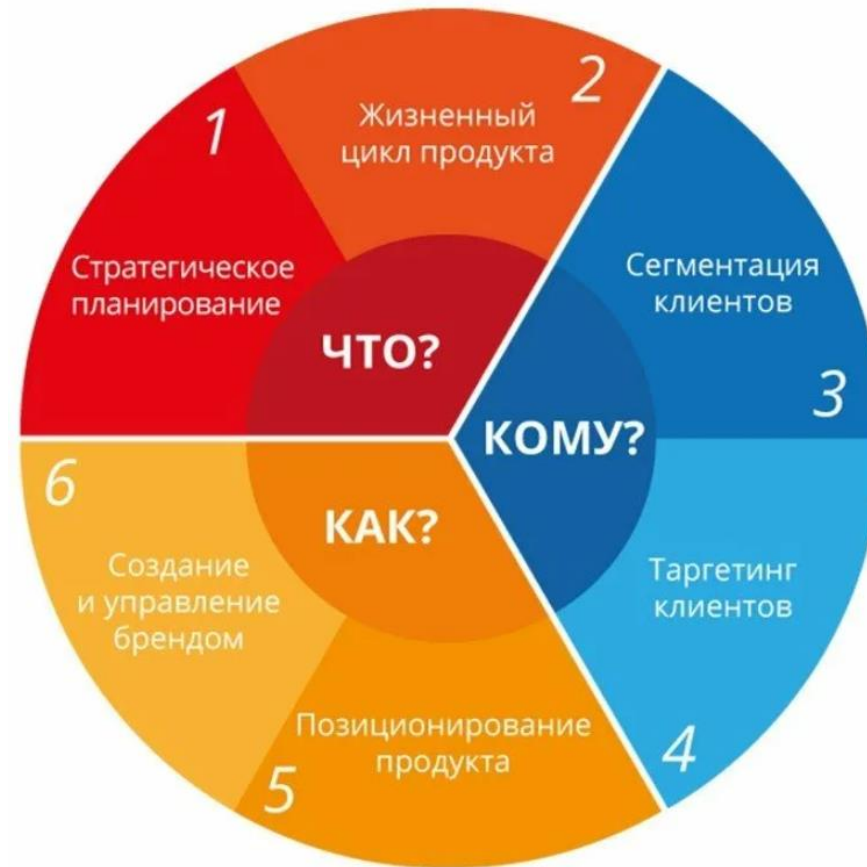 1
Стратегическое
планирование
2
Жизненный
цикл продукта
ЧТО?
3
Сегментация
клиентов
КОМУ?
4
Таргетинг
клиентов
5
Позиционирование
продукта
КАК?
6
Создание
и управление
брендом